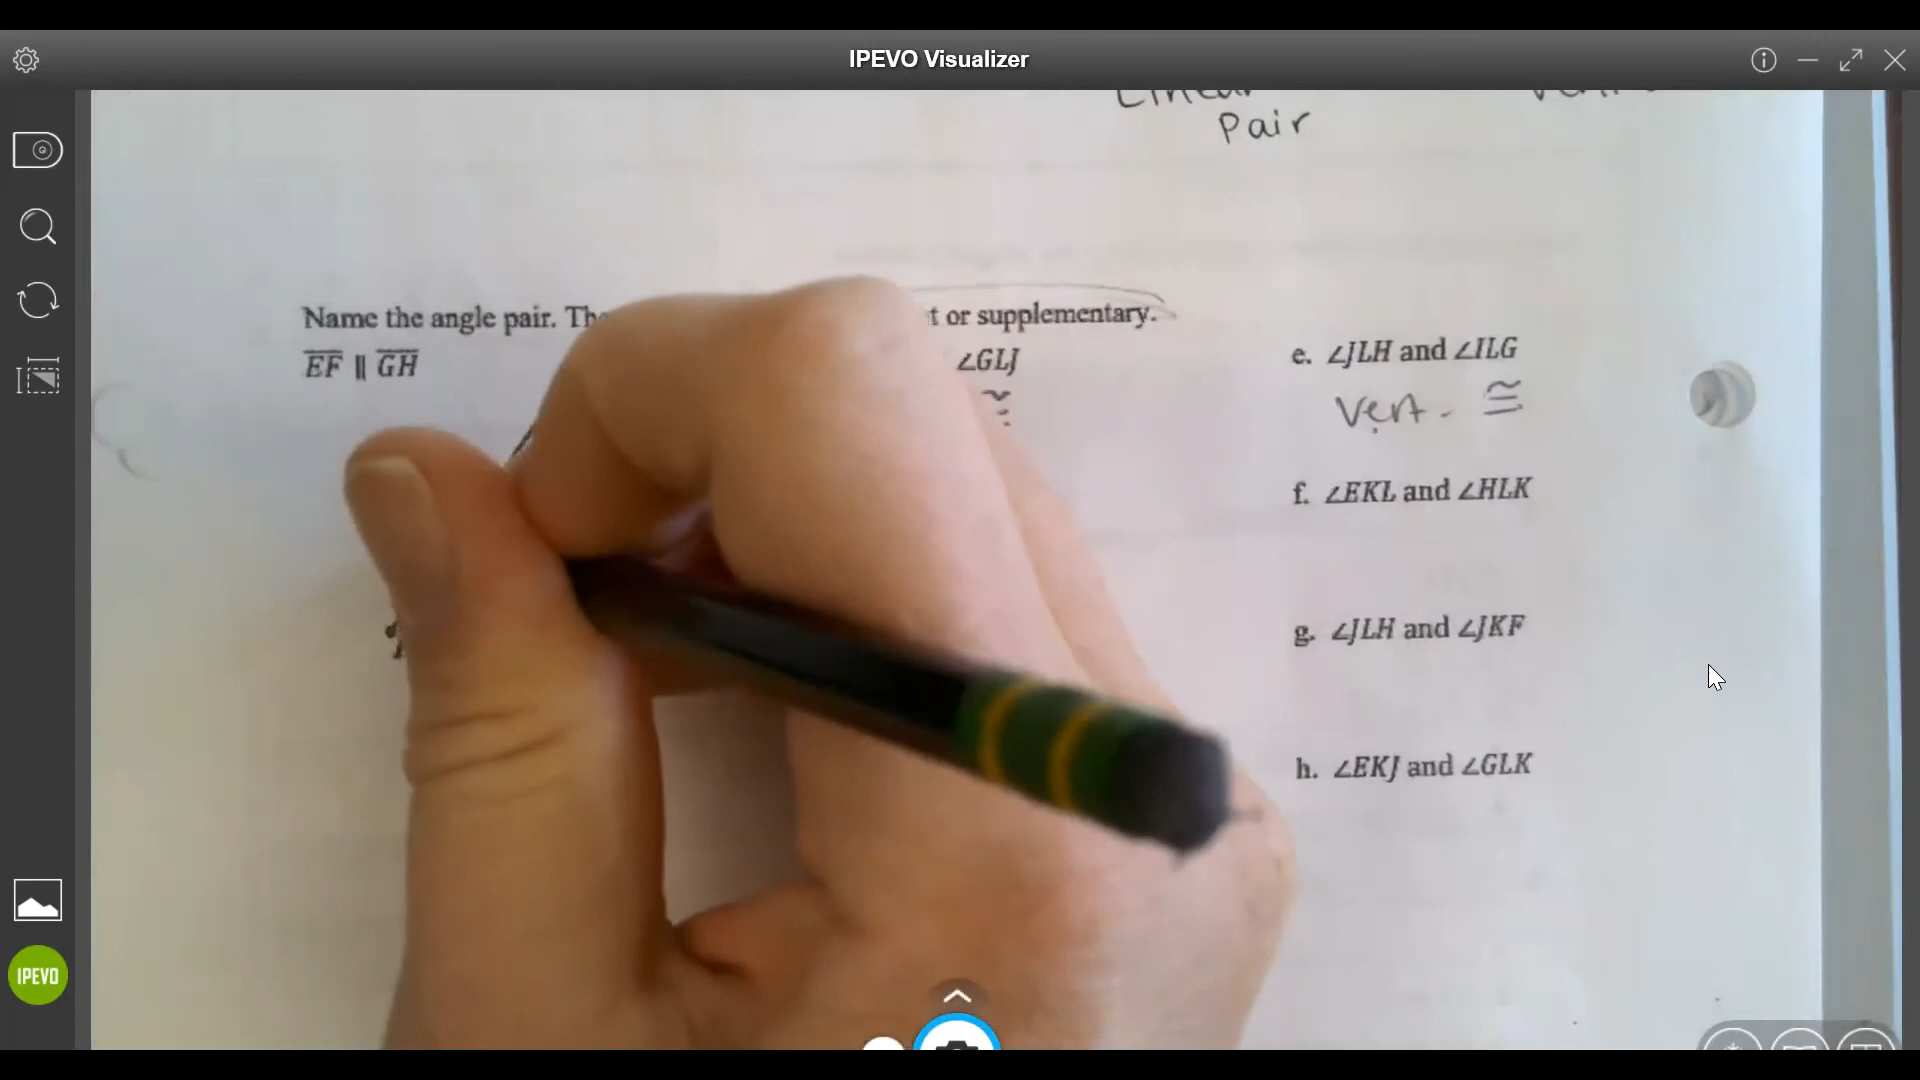 IPEVO Visualizer
Pair
Name the angle pair. The
t or supplementary.
EF ∥ GH
∠GLJ
≅
e. ∠JLH and ∠ILG
Vert. ≅
f. ∠EKL and ∠HLK
g. ∠JLH and ∠JKF
h. ∠EKJ and ∠GLK
IPEVO